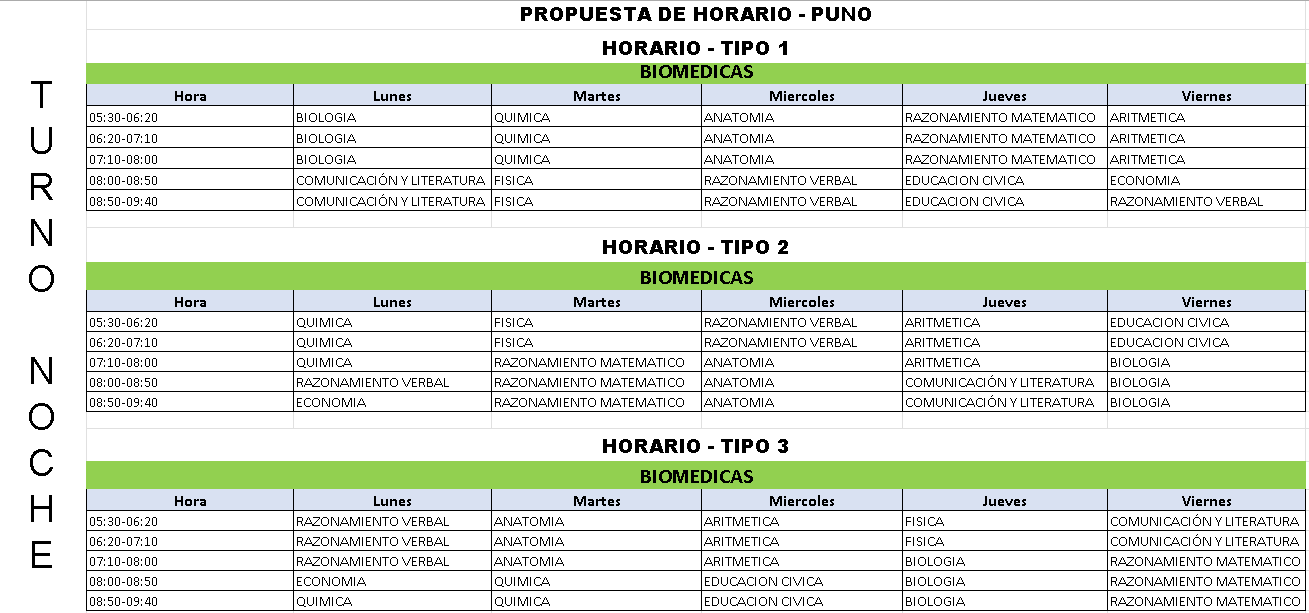 TURNO NOCHE
PROPUESTA DE HORARIO - PUNO
HORARIO - TIPO 1
BIOMEDICAS
Hora Lunes Martes Miercoles Jueves Viernes
05:30-06:20 BIOLOGIA QUIMICA ANATOMIA RAZONAMIENTO MATEMATICO ARITMETICA
06:20-07:10 BIOLOGIA QUIMICA ANATOMIA RAZONAMIENTO MATEMATICO ARITMETICA
07:10-08:00 BIOLOGIA QUIMICA ANATOMIA RAZONAMIENTO MATEMATICO ARITMETICA
08:00-08:50 COMUNICACIÓN Y LITERATURA FISICA RAZONAMIENTO VERBAL EDUCACION CIVICA ECONOMIA
08:50-09:40 COMUNICACIÓN Y LITERATURA FISICA RAZONAMIENTO VERBAL EDUCACION CIVICA RAZONAMIENTO VERBAL
HORARIO - TIPO 2
BIOMEDICAS
Hora Lunes Martes Miercoles Jueves Viernes
05:30-06:20 QUIMICA FISICA RAZONAMIENTO VERBAL ARITMETICA EDUCACION CIVICA
06:20-07:10 QUIMICA FISICA RAZONAMIENTO VERBAL ARITMETICA EDUCACION CIVICA
07:10-08:00 QUIMICA RAZONAMIENTO MATEMATICO ANATOMIA ARITMETICA BIOLOGIA
08:00-08:50 RAZONAMIENTO VERBAL RAZONAMIENTO MATEMATICO ANATOMIA COMUNICACIÓN Y LITERATURA BIOLOGIA
08:50-09:40 ECONOMIA RAZONAMIENTO MATEMATICO ANATOMIA COMUNICACIÓN Y LITERATURA BIOLOGIA
HORARIO - TIPO 3
BIOMEDICAS
Hora Lunes Martes Miercoles Jueves Viernes
05:30-06:20 RAZONAMIENTO VERBAL ANATOMIA ARITMETICA FISICA COMUNICACIÓN Y LITERATURA
06:20-07:10 RAZONAMIENTO VERBAL ANATOMIA ARITMETICA FISICA COMUNICACIÓN Y LITERATURA
07:10-08:00 RAZONAMIENTO VERBAL ANATOMIA ARITMETICA BIOLOGIA RAZONAMIENTO MATEMATICO
08:00-08:50 ECONOMIA QUIMICA EDUCACION CIVICA BIOLOGIA RAZONAMIENTO MATEMATICO
08:50-09:40 QUIMICA QUIMICA EDUCACION CIVICA BIOLOGIA RAZONAMIENTO MATEMATICO